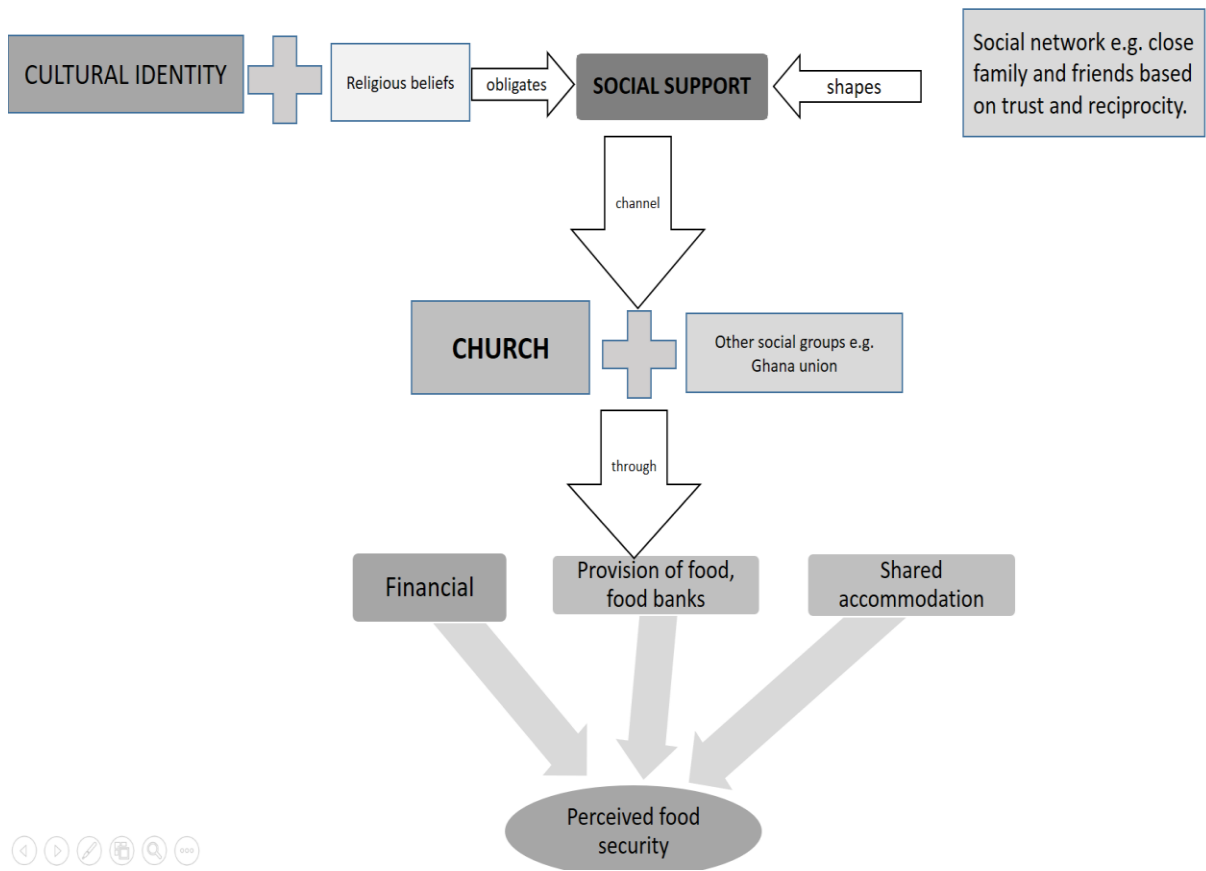 CULTURAL IDENTITY
Religious beliefs
obligates
SOCIAL SUPPORT
shapes
Social network e.g. close
family and friends based
on trust and reciprocity.
channel
CHURCH
Other social groups e.g.
Ghana union
through
Financial
Provision of food,
food banks
Shared
accommodation
Perceived food
security